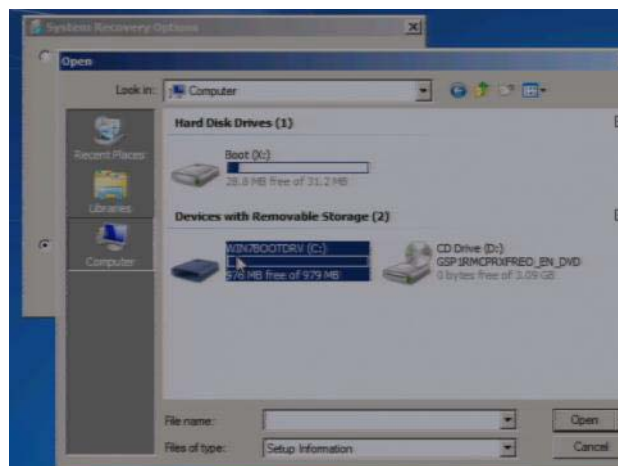 System Recovery Options
Open
Look in:
Computer
Recent Places
Libraries
Computer
Hard Disk Drives (1)
Boot (X:)
28.8 MB free of 31.2 MB
Devices with Removable Storage (2)
WIN7BOOTDRV (C:)
976 MB free of 979 MB
CD Drive (D:)
GSP1RMCPRXFREO_EN_DVD
0 bytes free of 3.09 GB
File name:
Open
Files of type:
Setup Information
Cancel